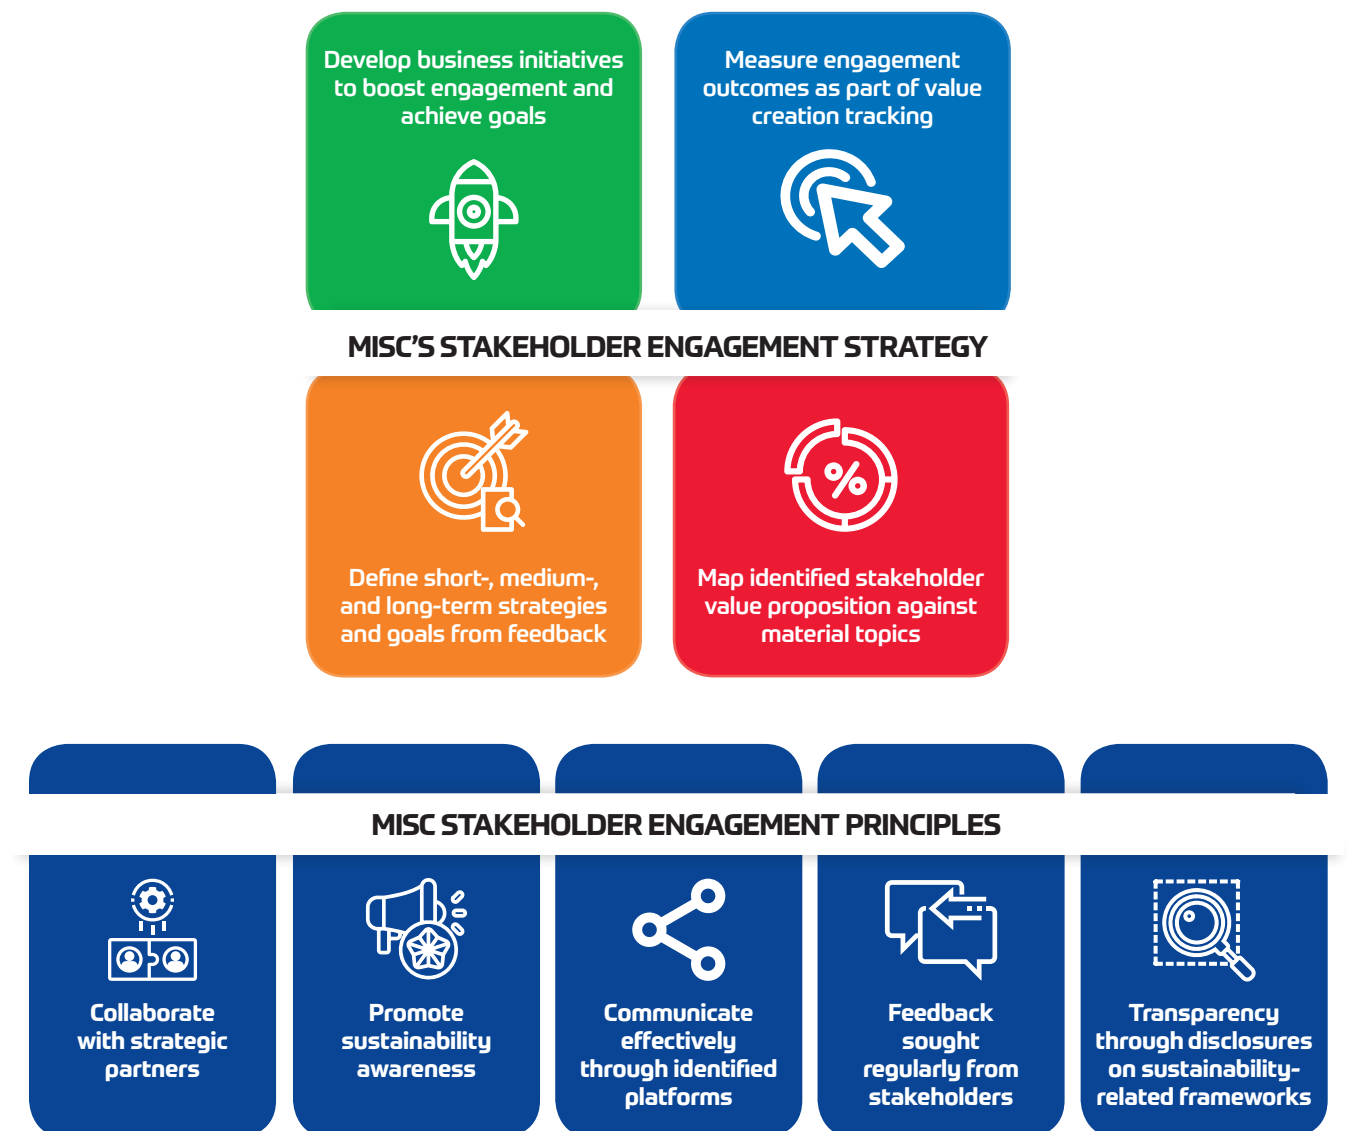 Develop business initiatives
to boost engagement and
achieve goals
Measure engagement
outcomes as part of value
creation tracking
MISC’S STAKEHOLDER ENGAGEMENT STRATEGY
%
Define short-, medium-,
and long-term strategies
and goals from feedback
Map identified stakeholder
value proposition against
material topics
MISC STAKEHOLDER ENGAGEMENT PRINCIPLES
Collaborate
with strategic
partners
Promote
sustainability
awareness
Communicate
effectively
through identified
platforms
Feedback
sought
regularly from
stakeholders
Transparency
through disclosures
on sustainability-
related frameworks